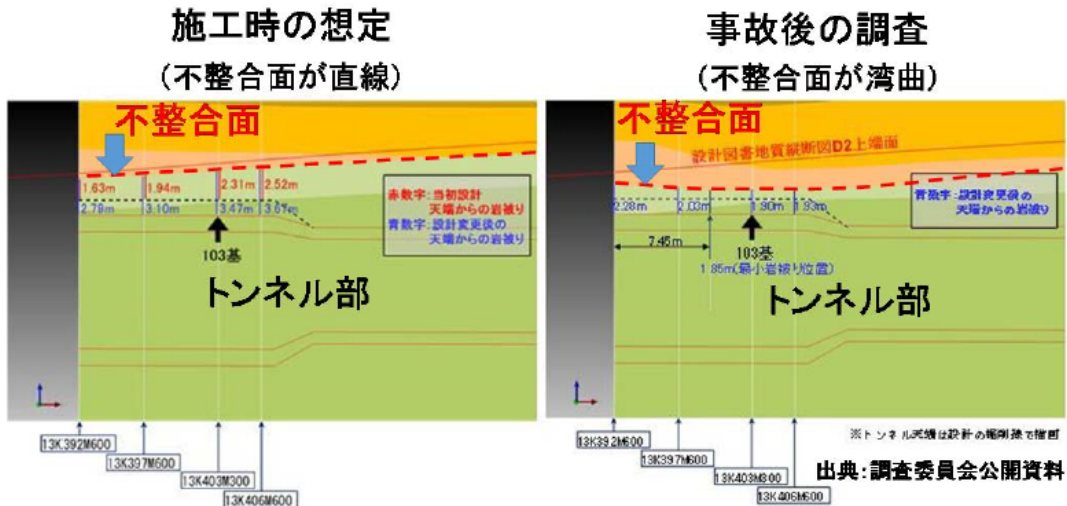 施工時の想定
(不整合面が直線)
不整合面
1.63m
1.94m
2.31m
2.52m
2.79m
3.10m
3.47m
3.67m
赤数字:当初設計
天端からの岩被り
青数字:設計変更後の
天端からの岩被り
103基
トンネル部
13K392M600
13K397M600
13K403M300
13K406M600
事故後の調査
(不整合面が湾曲)
不整合面
設計図書地質縦断図D2上端面
青数字:設計変更後の
天端からの岩被り
2.28m
2.03m
1.90m
1.93m
7.45m
103基
1.85m(最小岩被り位置)
トンネル部
※トンネル天端は設計の掘削線で描画
13K392M600
13K397M600
13K403M300
13K406M600
出典:調査委員会公開資料